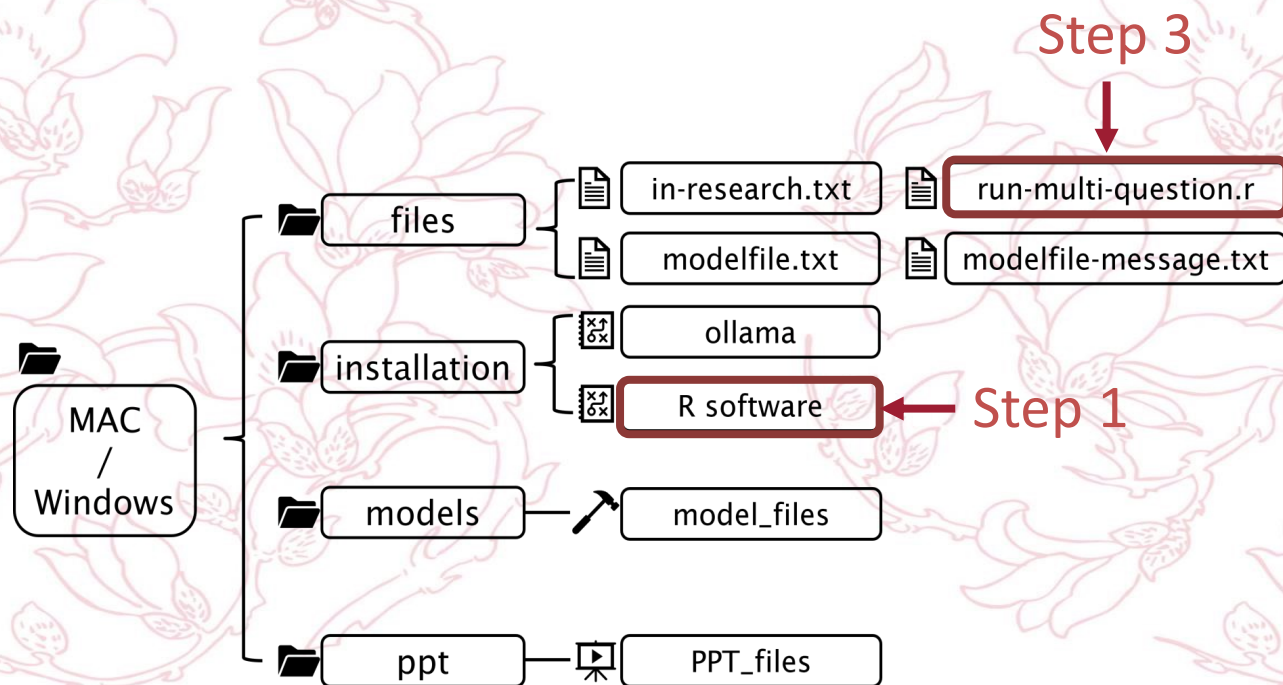 Step 3
in-research.txt
run-multi-question.r
files
modelfile.txt
modelfile-message.txt
ollama
installation
R software
Step 1
MAC
/
Windows
models
model_files
ppt
PPT_files